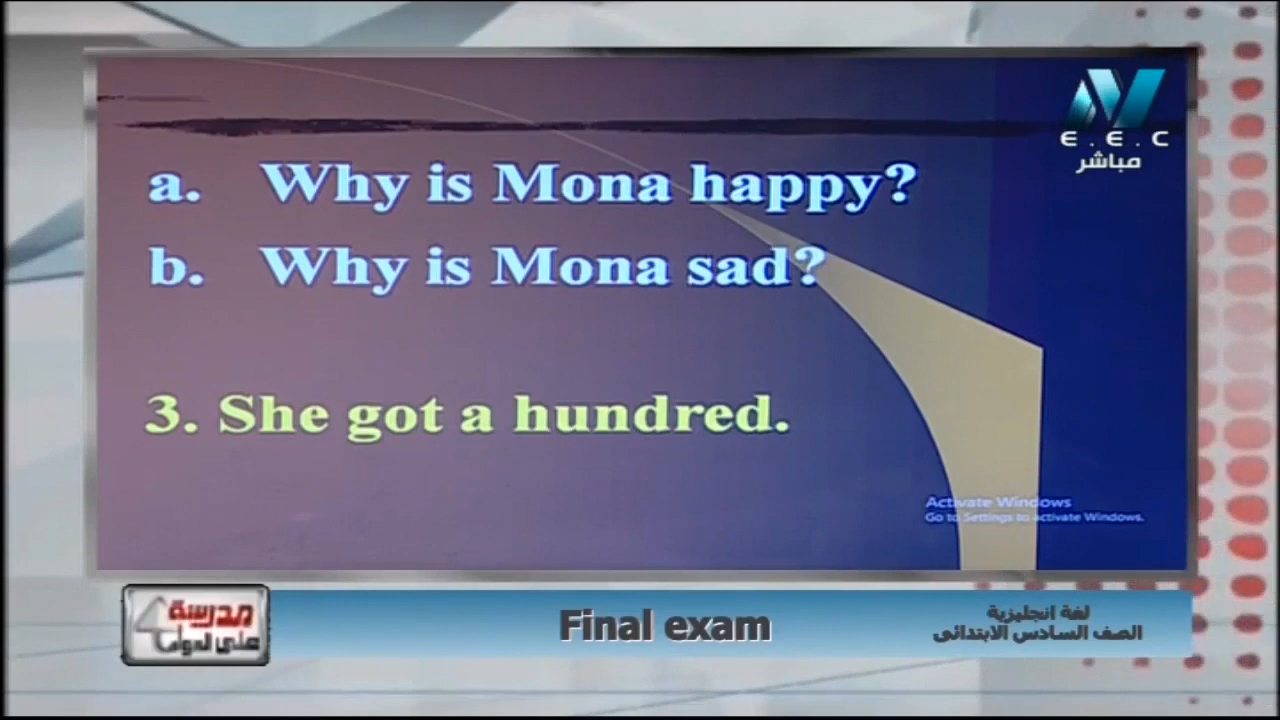 E . E . C
مباشر
a. Why is Mona happy?
b. Why is Mona sad?
3. She got a hundred.
Activate Windows
Go to Settings to activate Windows.
مدرسة
على الهواء
Final exam
لغة انجليزية
الصف السادس الابتدائى